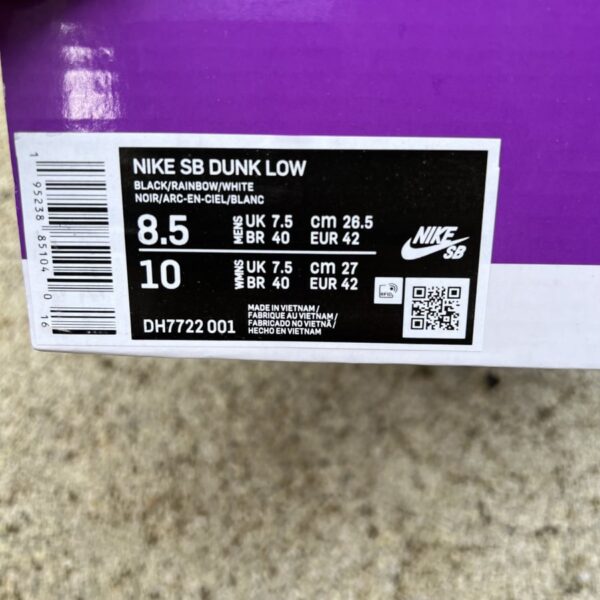 NIKE SB DUNK LOW
BLACK/RAINBOW/WHITE
NOIR/ARC-EN-CIEL/BLANC
8.5 MENS UK 7.5 cm 26.5
BR 40 EUR 42
10 WMNS UK 7.5 cm 27
BR 40 EUR 42
NIKE
SB
RFID
MADE IN VIETNAM /
FABRIQUE AU VIETNAM /
FABRICADO NO VIETNÃ /
HECHO EN VIETNAM
DH7722 001
1 95238 85104 0 16